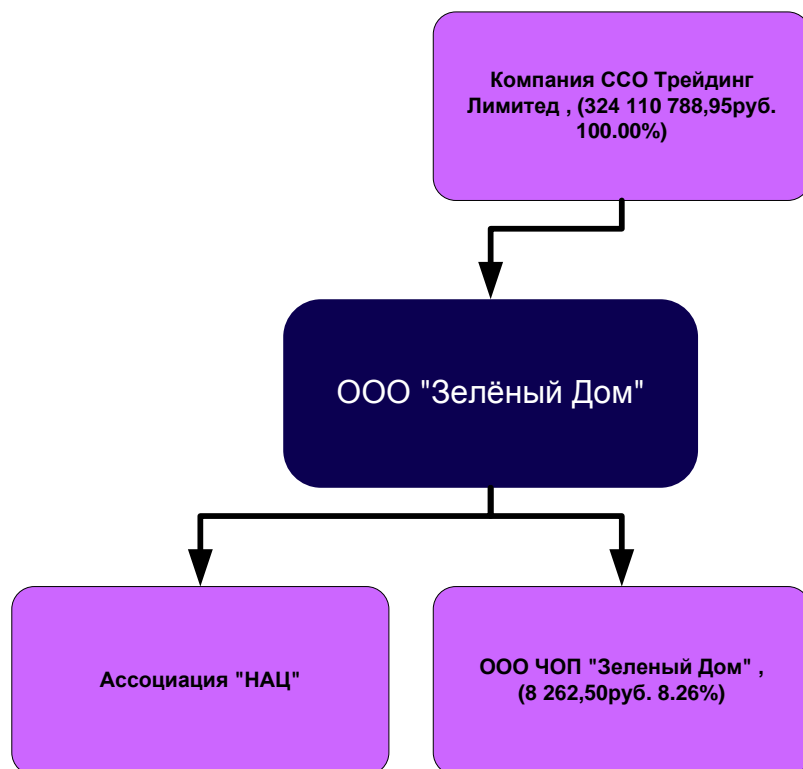 Компания ССО Трейдинг
Лимитед , (324 110 788,95руб.
100.00%)
ООО "Зелёный Дом"
Ассоциация "НАЦ"
ООО ЧОП "Зеленый Дом" ,
(8 262,50руб. 8.26%)